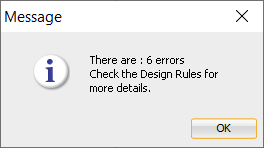 Message
There are : 6 errors
Check the Design Rules for
more details.
OK